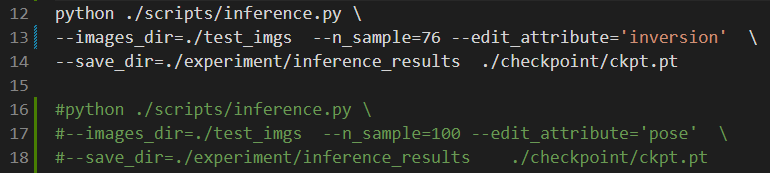 12 python ./scripts/inference.py \
13 --images_dir=./test_imgs  --n_sample=76 --edit_attribute='inversion'  \
14 --save_dir=./experiment/inference_results  ./checkpoint/ckpt.pt
15
16 #python ./scripts/inference.py \
17 #--images_dir=./test_imgs  --n_sample=100 --edit_attribute='pose'  \
18 #--save_dir=./experiment/inference_results    ./checkpoint/ckpt.pt